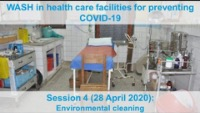 WASH in health care facilities for preventing
COVID-19
Session 4 (28 April 2020):
Environmental cleaning